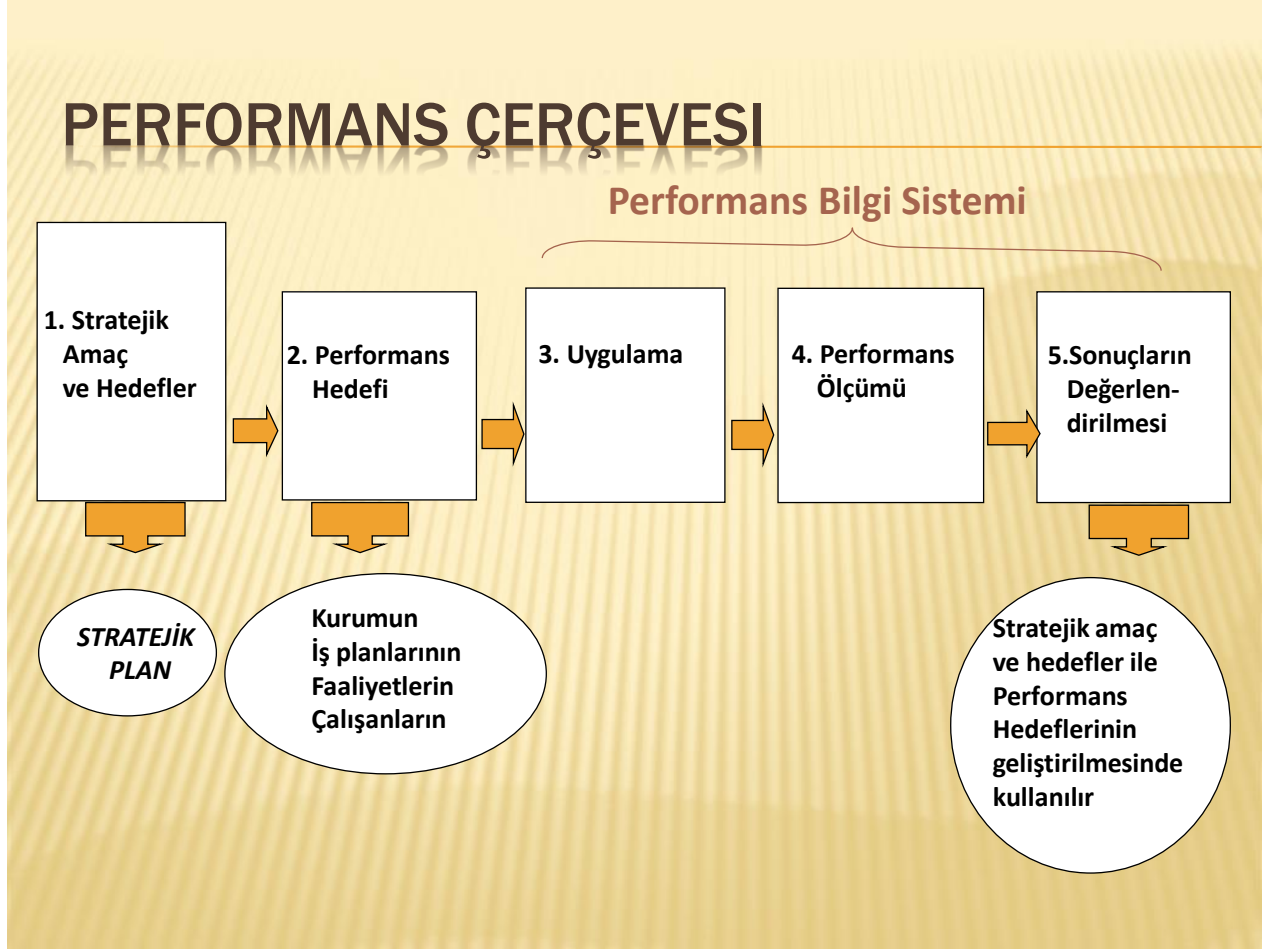 PERFORMANS ÇERÇEVESI
Performans Bilgi Sistemi
1. Stratejik
Amaç
ve Hedefler
2. Performans
Hedefi
3. Uygulama
4. Performans
Ölçümü
5.Sonuçların
Değerlen-
dirilmesi
STRATEJİK
PLAN
Kurumun
İş planlarının
Faaliyetlerin
Çalışanların
Stratejik amaç
ve hedefler ile
Performans
Hedeflerinin
geliştirilmesinde
kullanılır